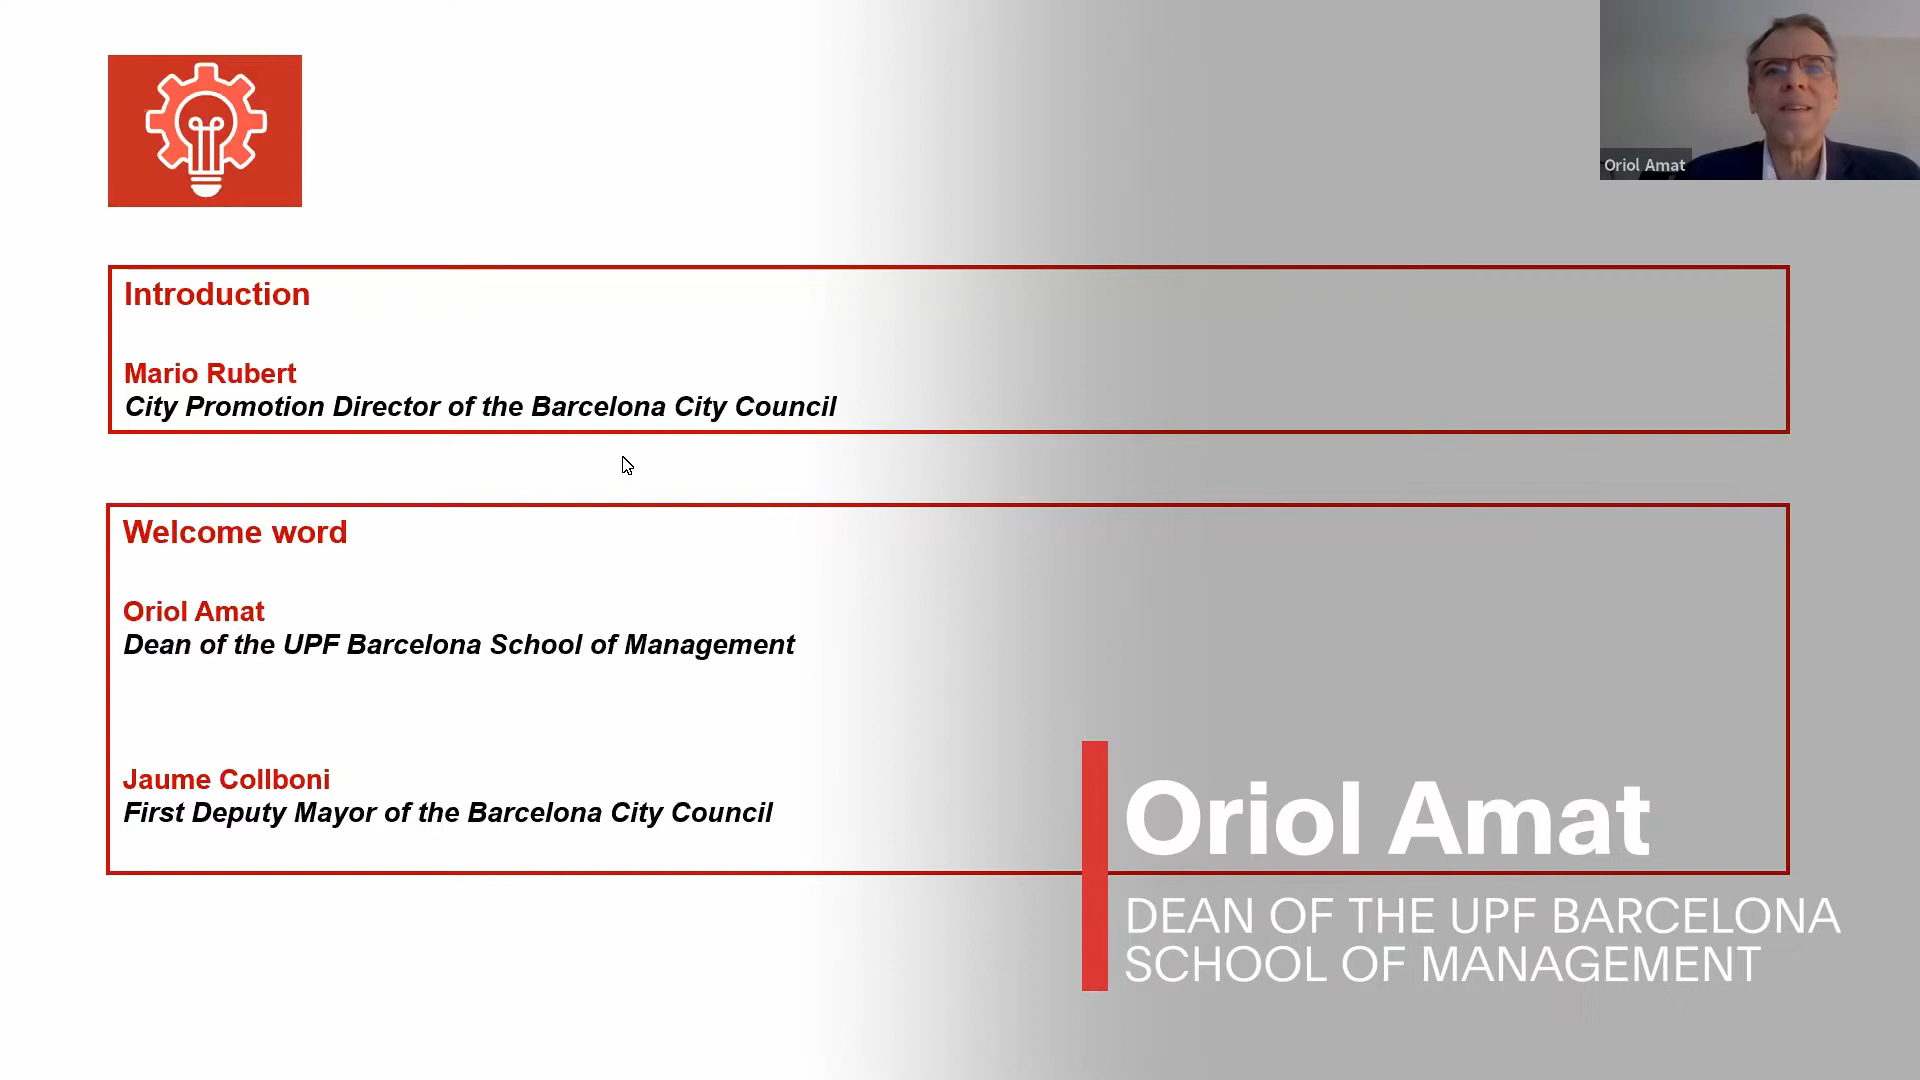 Oriol Amat
Introduction
Mario Rubert
City Promotion Director of the Barcelona City Council
Welcome word
Oriol Amat
Dean of the UPF Barcelona School of Management
Jaume Collboni
First Deputy Mayor of the Barcelona City Council
Oriol Amat
DEAN OF THE UPF BARCELONA
SCHOOL OF MANAGEMENT